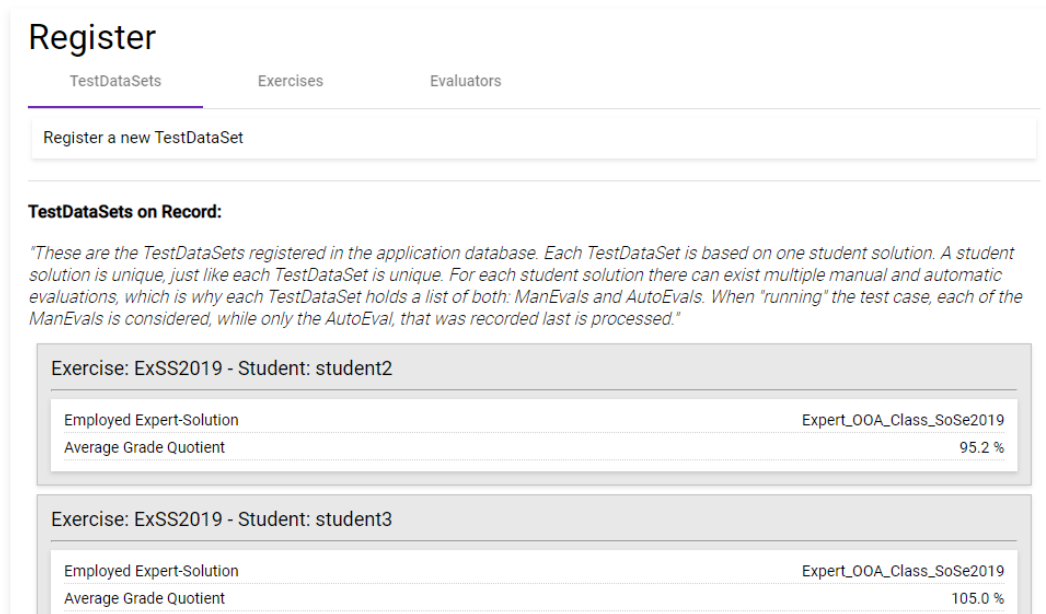 Register
TestDataSets Exercises Evaluators
Register a new TestDataSet
TestDataSets on Record:
"These are the TestDataSets registered in the application database. Each TestDataSet is based on one student solution. A student
solution is unique, just like each TestDataSet is unique. For each student solution there can exist multiple manual and automatic
evaluations, which is why each TestDataSet holds a list of both: ManEvals and AutoEvals. When "running" the test case, each of the
ManEvals is considered, while only the AutoEval, that was recorded last is processed."
Exercise: ExSS2019 - Student: student2
Employed Expert-Solution Expert_OOA_Class_SoSe2019
Average Grade Quotient 95.2 %
Exercise: ExSS2019 - Student: student3
Employed Expert-Solution Expert_OOA_Class_SoSe2019
Average Grade Quotient 105.0 %